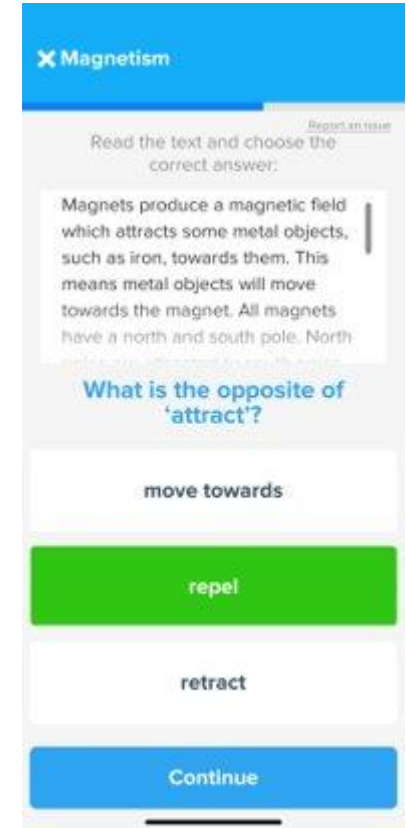 Magnetism
Report an issue
Read the text and choose the
correct answer:
Magnets produce a magnetic field
which attracts some metal objects,
such as iron, towards them. This
means metal objects will move
towards the magnet. All magnets
have a north and south pole. North
What is the opposite of
‘attract’?
move towards
repel
retract
Continue